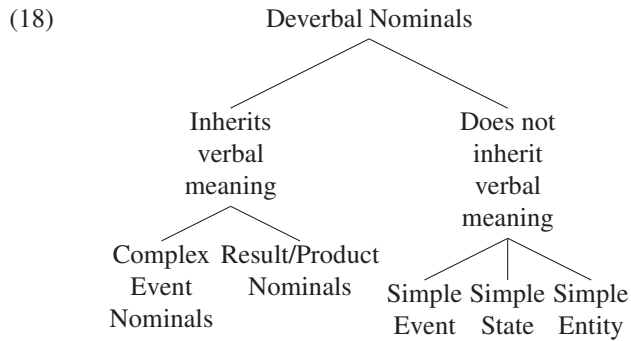 (18) Deverbal Nominals
Inherits
verbal
meaning
Does not
inherit
verbal
meaning
Complex
Event
Nominals
Result/Product
Nominals
Simple
Event
Simple
State
Simple
Entity